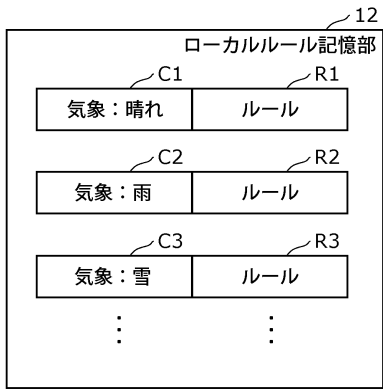 12
ローカルルール記憶部
C1 R1
気象：晴れ ルール
C2 R2
気象：雨 ルール
C3 R3
気象：雪 ルール
⋮ ⋮